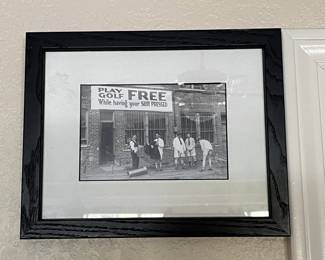 PLAY GOLF FREE
While having your SUIT PRESSED